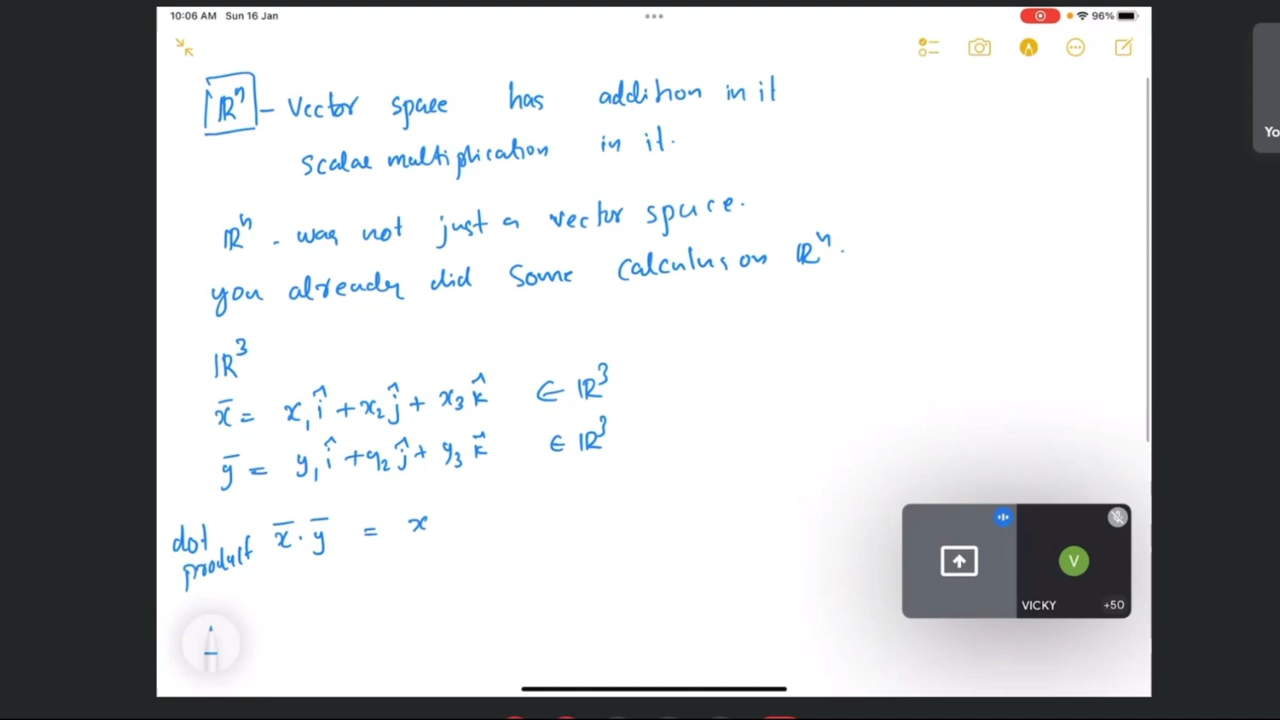 10:06 AM Sun 16 Jan
96%
ℝⁿ - Vector space has addition in it
scalar multiplication in it.
ℝⁿ - was not just a vector space.
you already did some calculus on ℝⁿ.
ℝ³
x̄ = x₁î + x₂ĵ + x₃k̂ ∈ ℝ³
ȳ = y₁î + y₂ĵ + y₃k̂ ∈ ℝ³
dot product x̄ · ȳ = x
VICKY +50
Yo